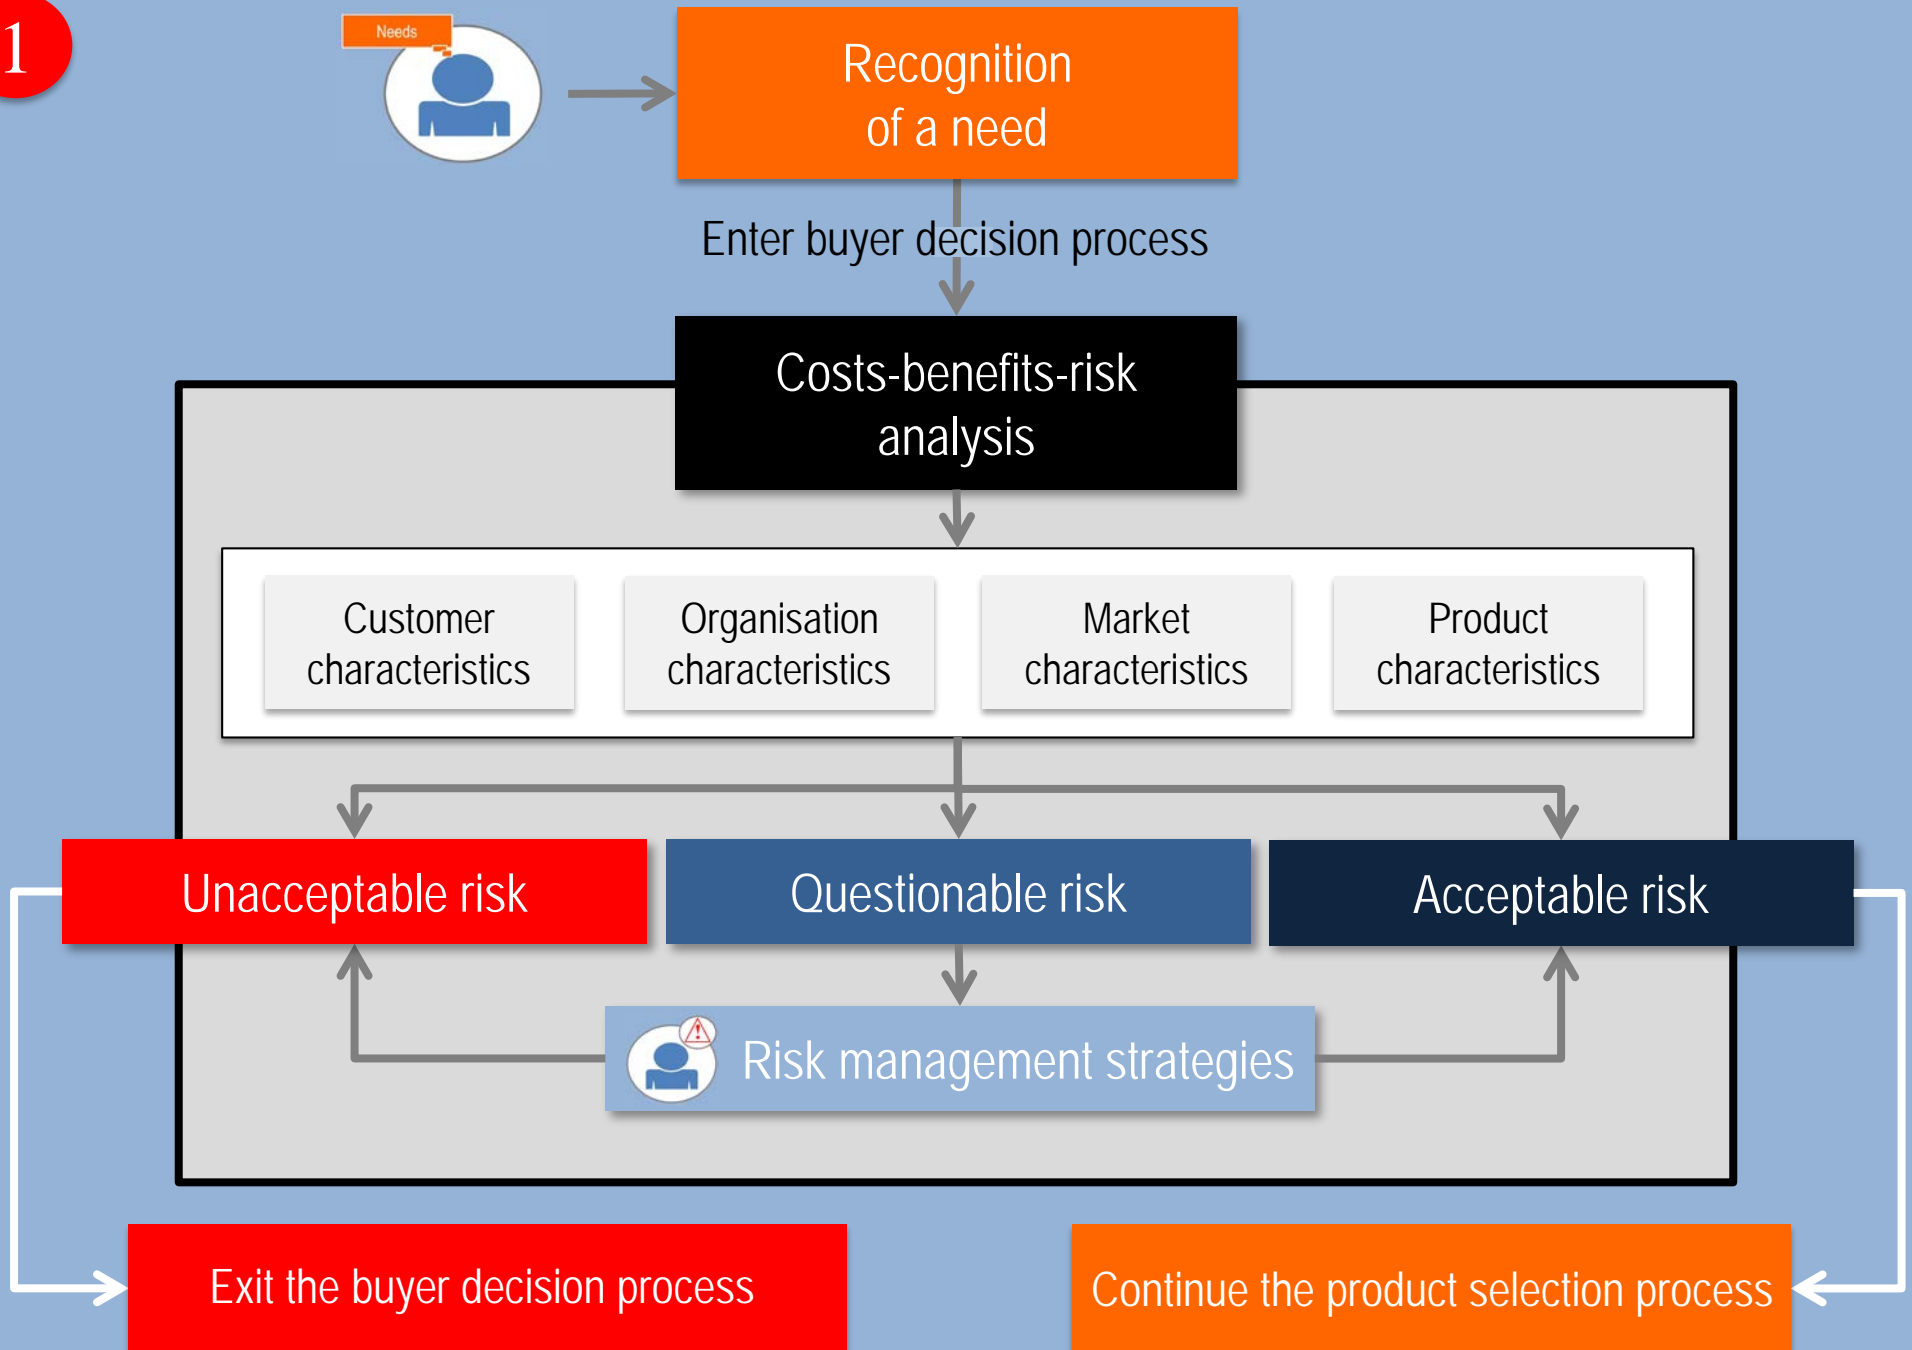 1
Needs
Recognition
of a need
Enter buyer decision process
Costs-benefits-risk
analysis
Customer
characteristics
Organisation
characteristics
Market
characteristics
Product
characteristics
Unacceptable risk
Questionable risk
Acceptable risk
Risk management strategies
Exit the buyer decision process
Continue the product selection process